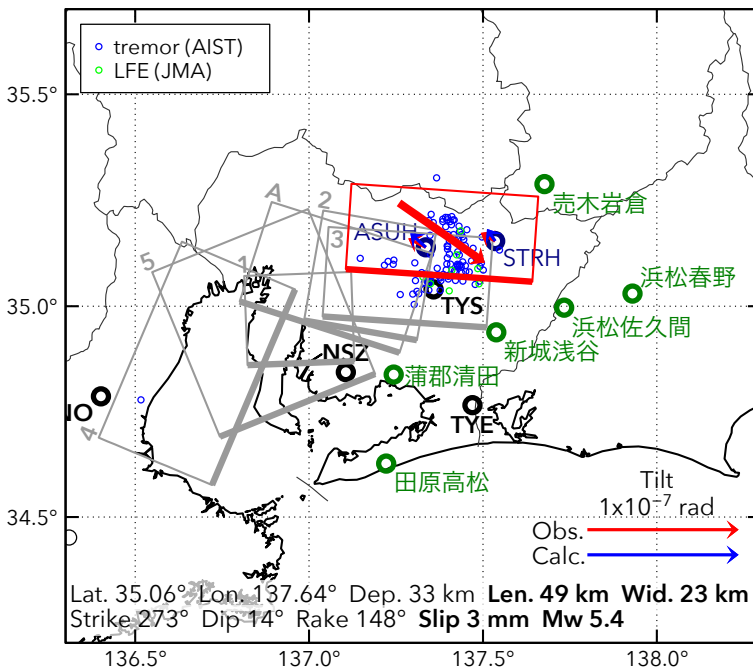 tremor (AIST)
LFE (JMA)
35.5°
35.0°
34.5°
A
2
3
5
1
4
ASUH
STRH
TYS
NSZ
TYE
NO
売木岩倉
浜松春野
浜松佐久間
新城浅谷
蒲郡清田
田原高松
Tilt
1x10⁻⁷ rad
Obs.
Calc.
Lat. 35.06° Lon. 137.64° Dep. 33 km Len. 49 km Wid. 23 km
Strike 273° Dip 14° Rake 148° Slip 3 mm Mw 5.4
136.5° 137.0° 137.5° 138.0°